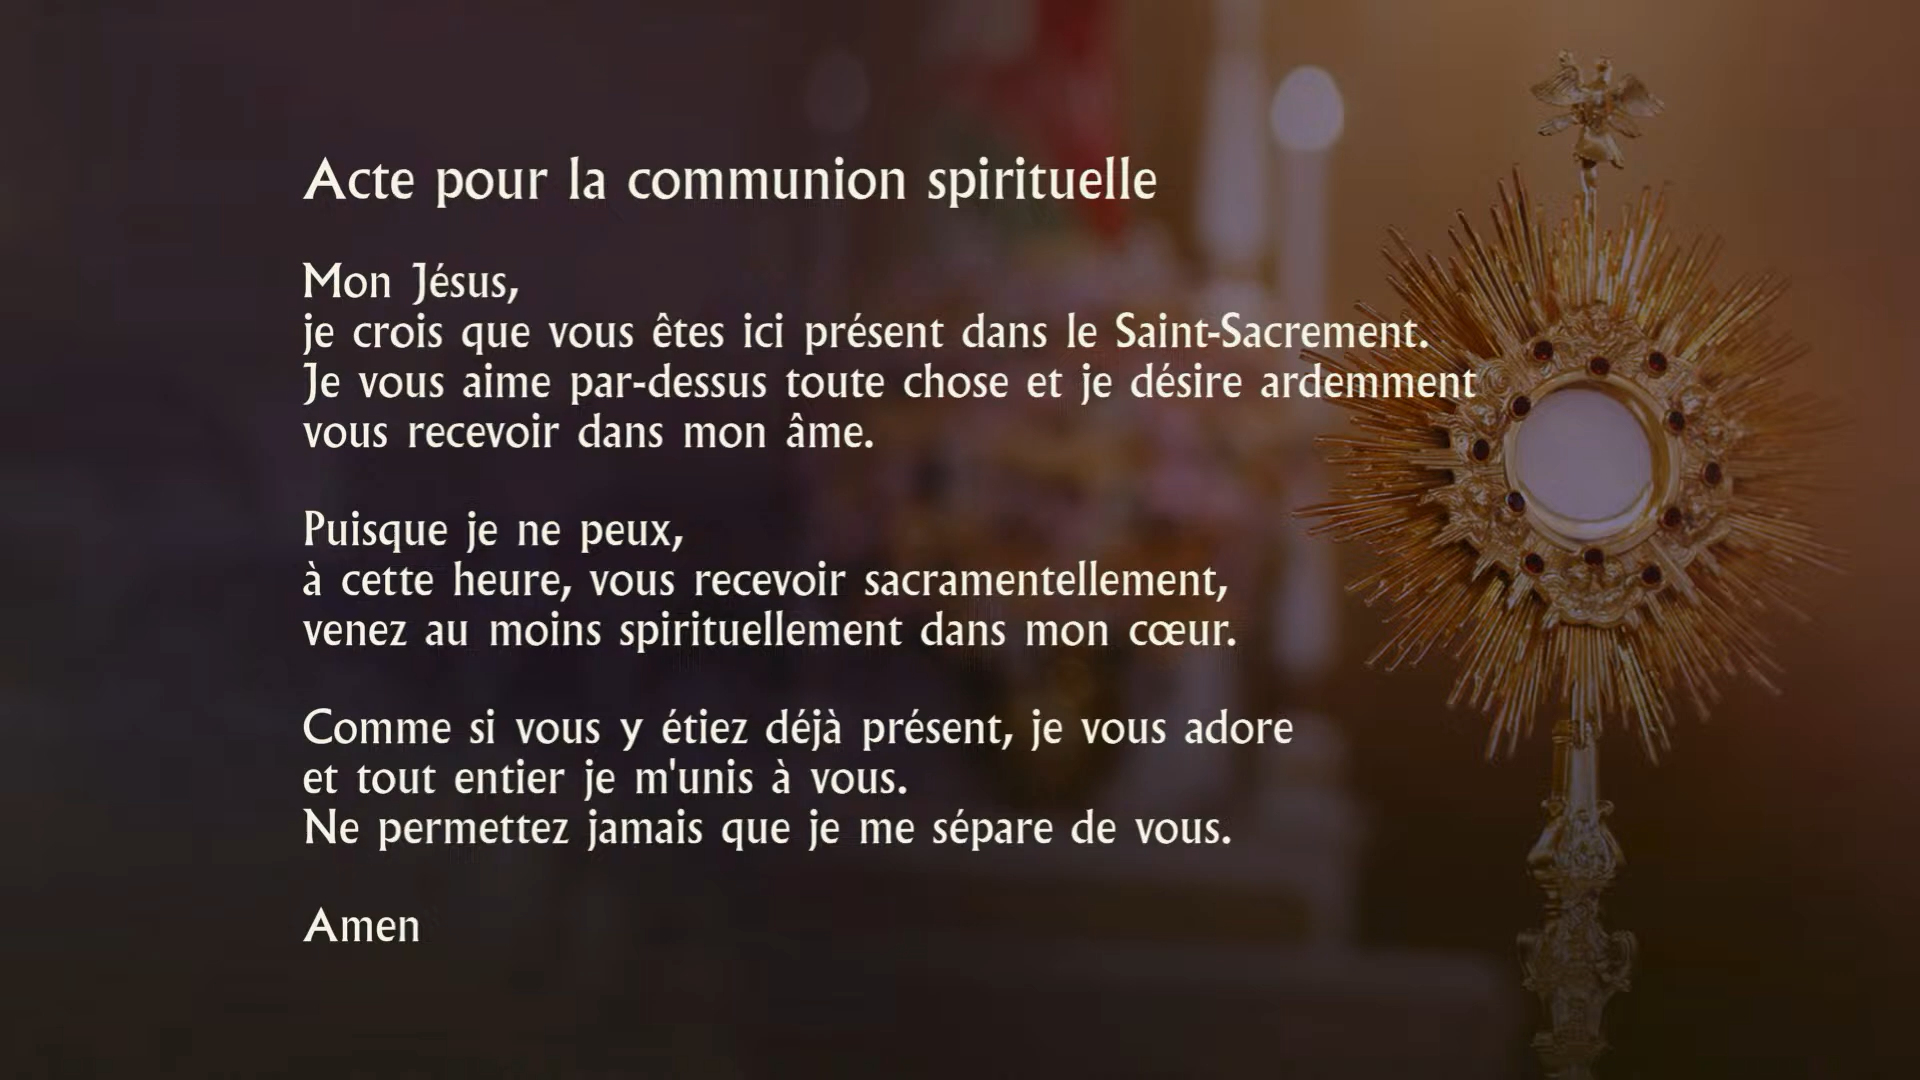 Acte pour la communion spirituelle
Mon Jésus,
je crois que vous êtes ici présent dans le Saint-Sacrement.
Je vous aime par-dessus toute chose et je désire ardemment
vous recevoir dans mon âme.
Puisque je ne peux,
à cette heure, vous recevoir sacramentellement,
venez au moins spirituellement dans mon cœur.
Comme si vous y étiez déjà présent, je vous adore
et tout entier je m'unis à vous.
Ne permettez jamais que je me sépare de vous.
Amen